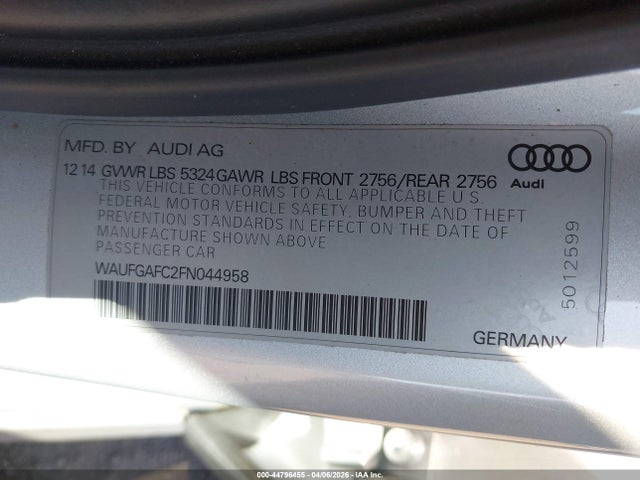 MFD. BY AUDI AG
12 14 GVWR LBS 5324 GAWR LBS FRONT 2756/REAR 2756
THIS VEHICLE CONFORMS TO ALL APPLICABLE U.S.
FEDERAL MOTOR VEHICLE SAFETY, BUMPER AND THEFT
PREVENTION STANDARDS IN EFFECT ON THE DATE OF
MANUFACTURE SHOWN ABOVE
PASSENGER CAR
WAUFGAFC2FN044958
Audi
5012599
GERMANY
000-44796455 - 04/06/2026 - IAA Inc.